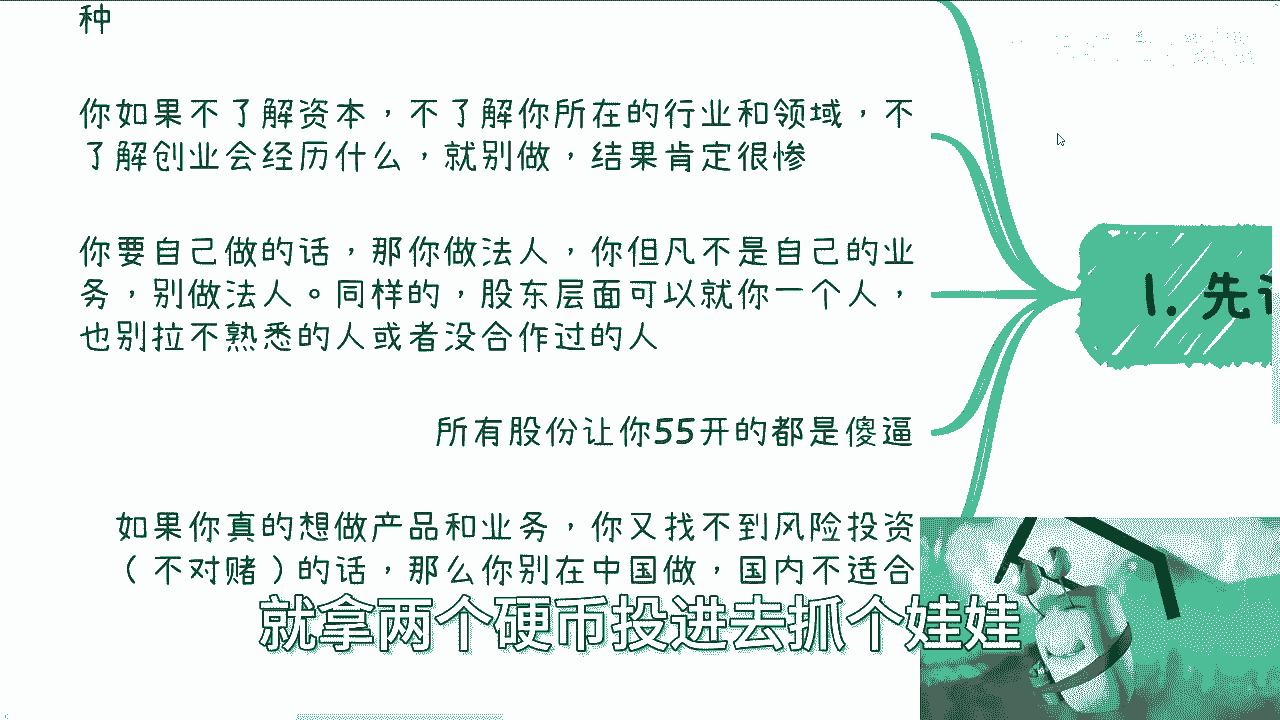 种
你如果不了解资本，不了解你所在的行业和领域，不
了解创业会经历什么，就别做，结果肯定很惨
你要自己做的话，那你做法人，你但凡不是自己的业
务，别做法人。同样的，股东层面可以就你一个人，
也别拉不熟悉的人或者没合作过的人
1. 先
所有股份让你55开的都是傻逼
如果你真的想做产品和业务，你又找不到风险投资
（不对赌）的话，那么你别在中国做，国内不适合
就拿两个硬币投进去抓个娃娃